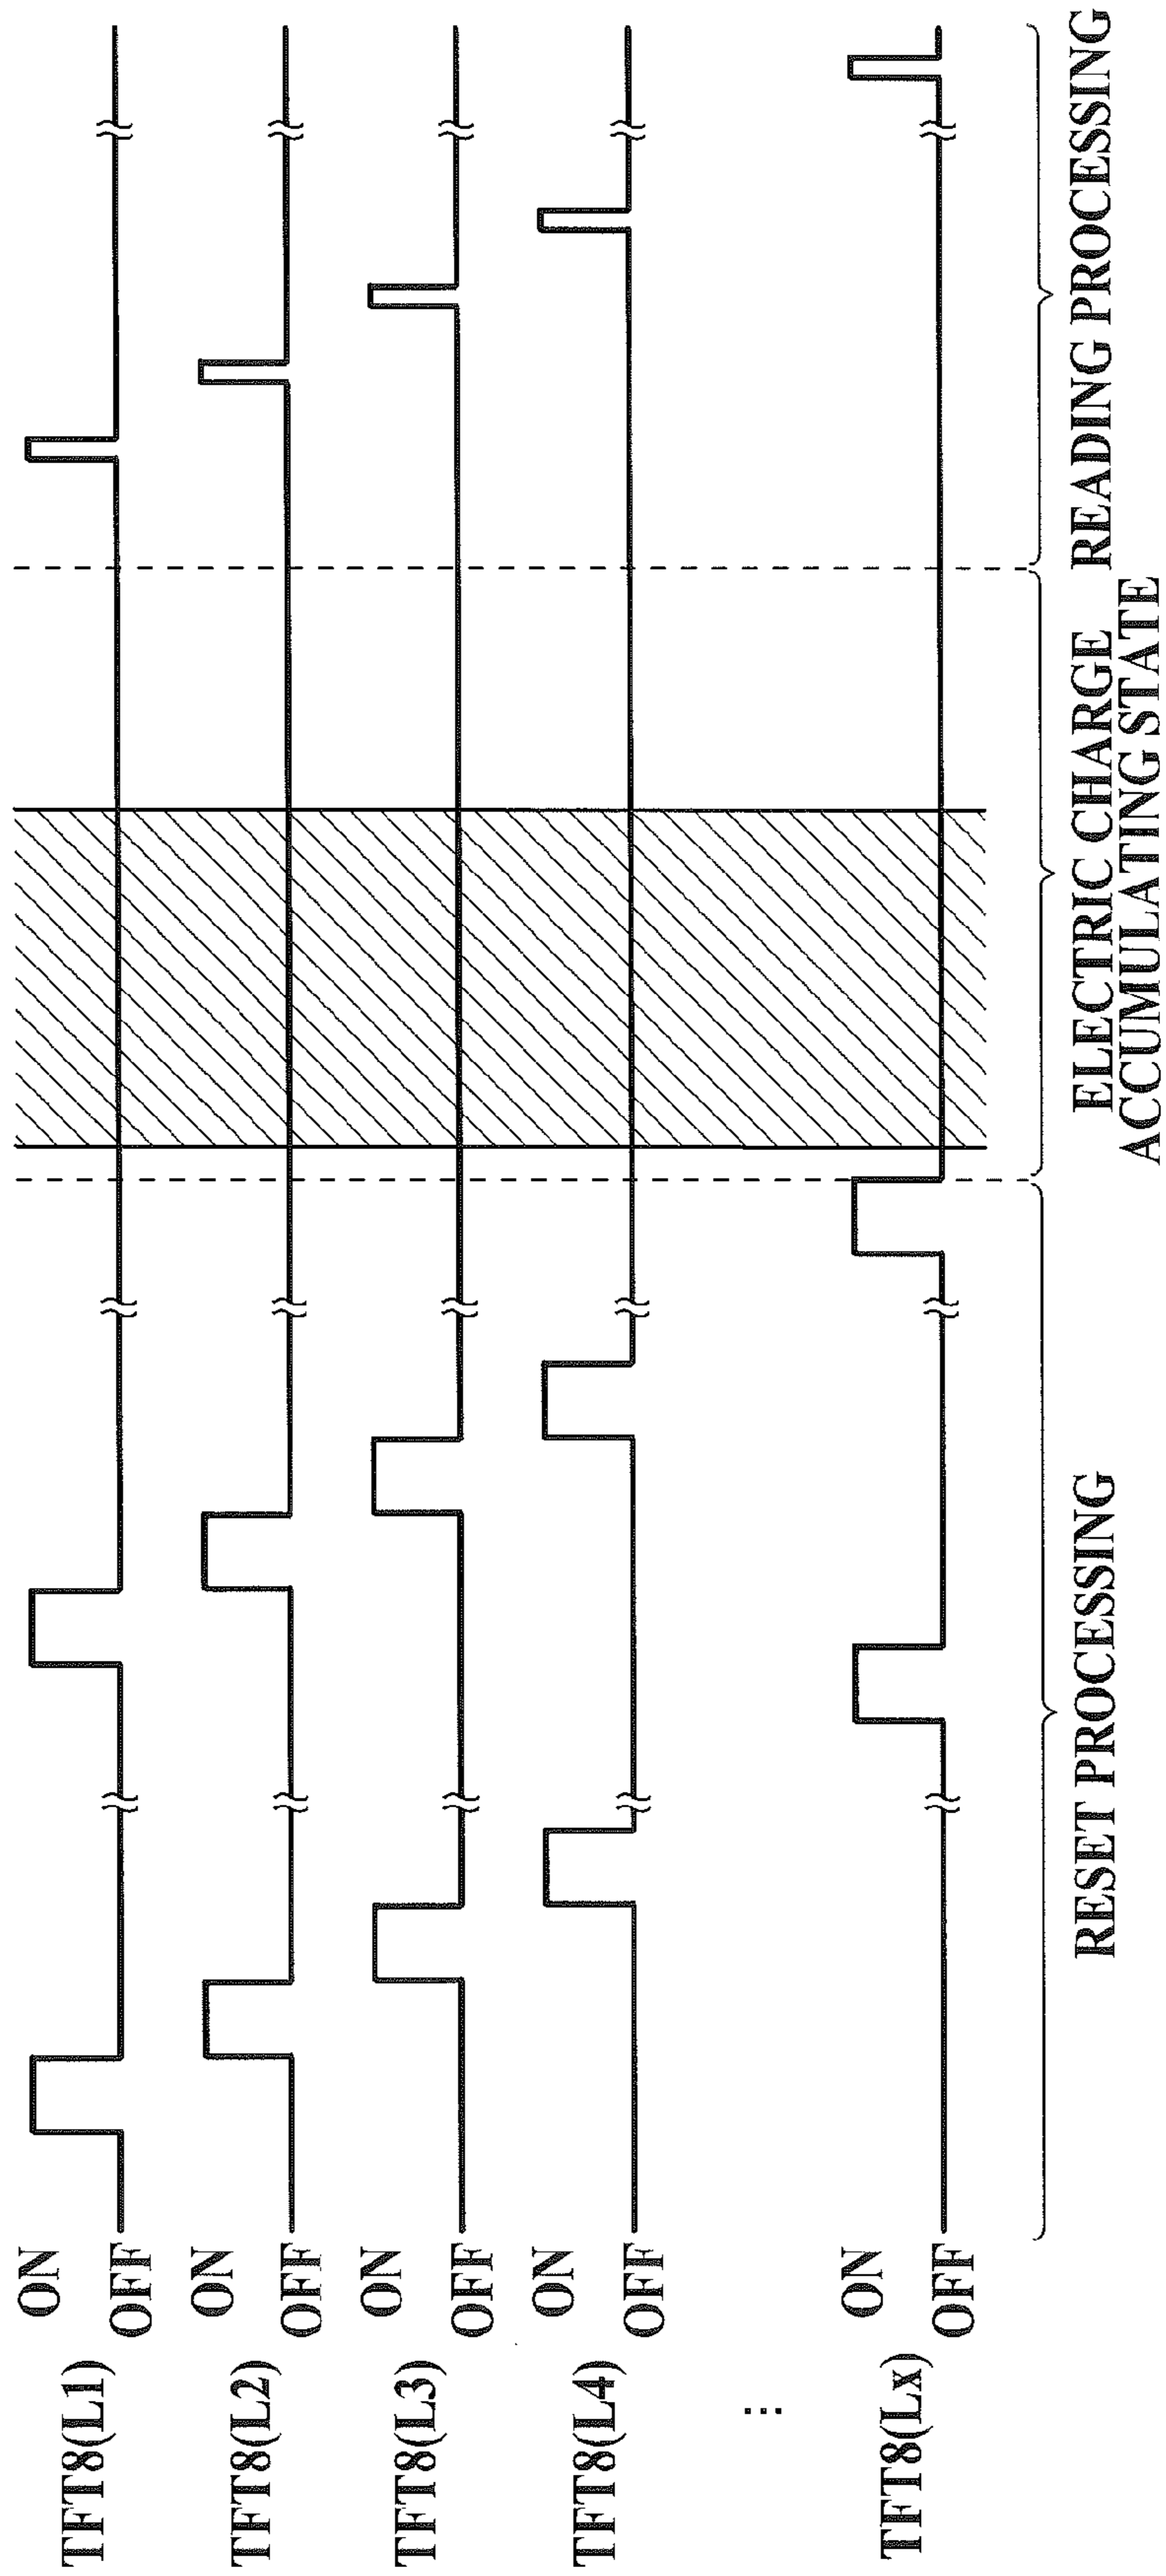 TFT8(L1)
ON
OFF
TFT8(L2)
ON
OFF
TFT8(L3)
ON
OFF
TFT8(L4)
ON
OFF
...
TFT8(Lx)
ON
OFF
RESET PROCESSING
ELECTRIC CHARGE
ACCUMULATING STATE
READING PROCESSING